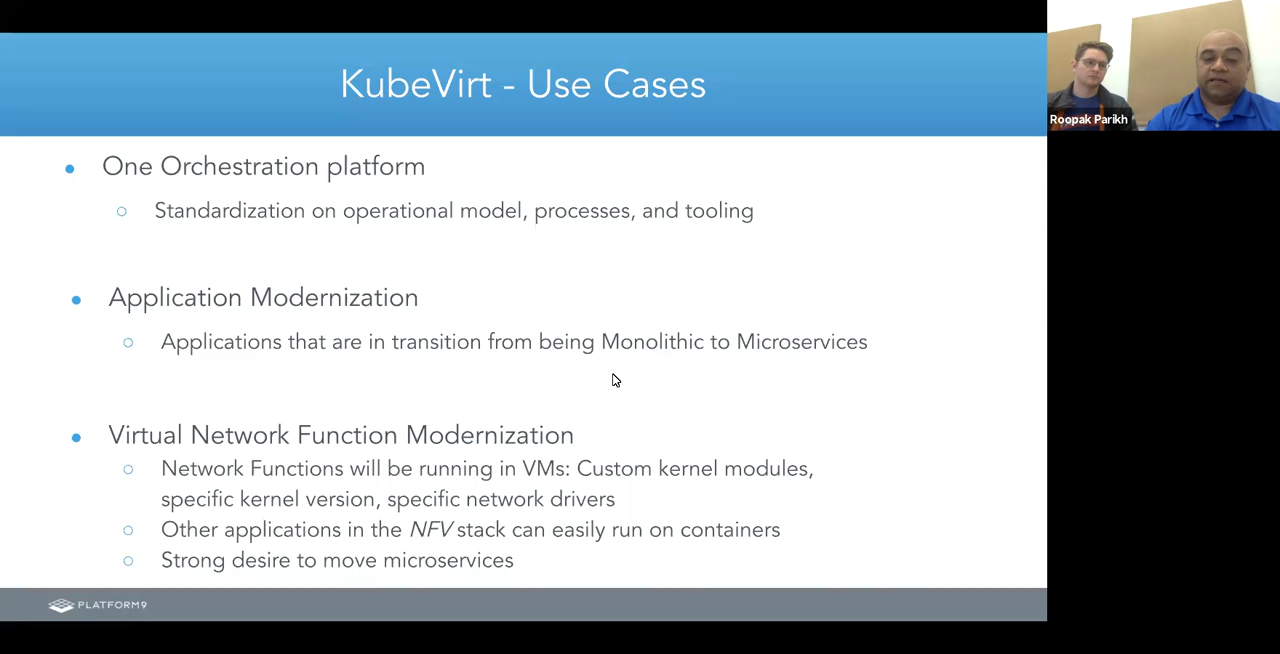 KubeVirt - Use Cases
Roopak Parikh
One Orchestration platform
Standardization on operational model, processes, and tooling
Application Modernization
Applications that are in transition from being Monolithic to Microservices
Virtual Network Function Modernization
Network Functions will be running in VMs: Custom kernel modules,
specific kernel version, specific network drivers
Other applications in the NFV stack can easily run on containers
Strong desire to move microservices
PLATFORM9